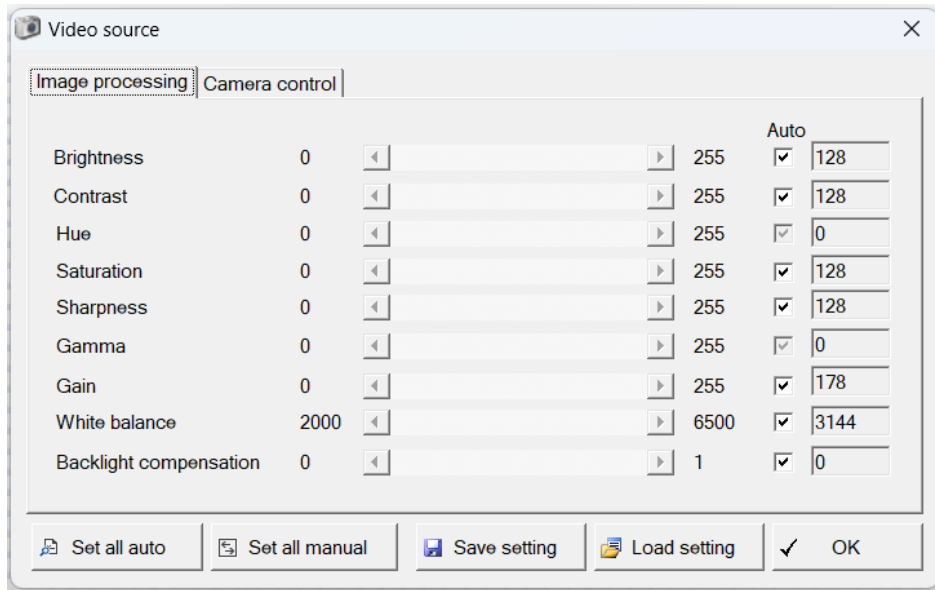 Video source
Image processing Camera control
Auto
Brightness 0 255 128
Contrast 0 255 128
Hue 0 255 0
Saturation 0 255 128
Sharpness 0 255 128
Gamma 0 255 0
Gain 0 255 178
White balance 2000 6500 3144
Backlight compensation 0 1 0
Set all auto Set all manual Save setting Load setting OK